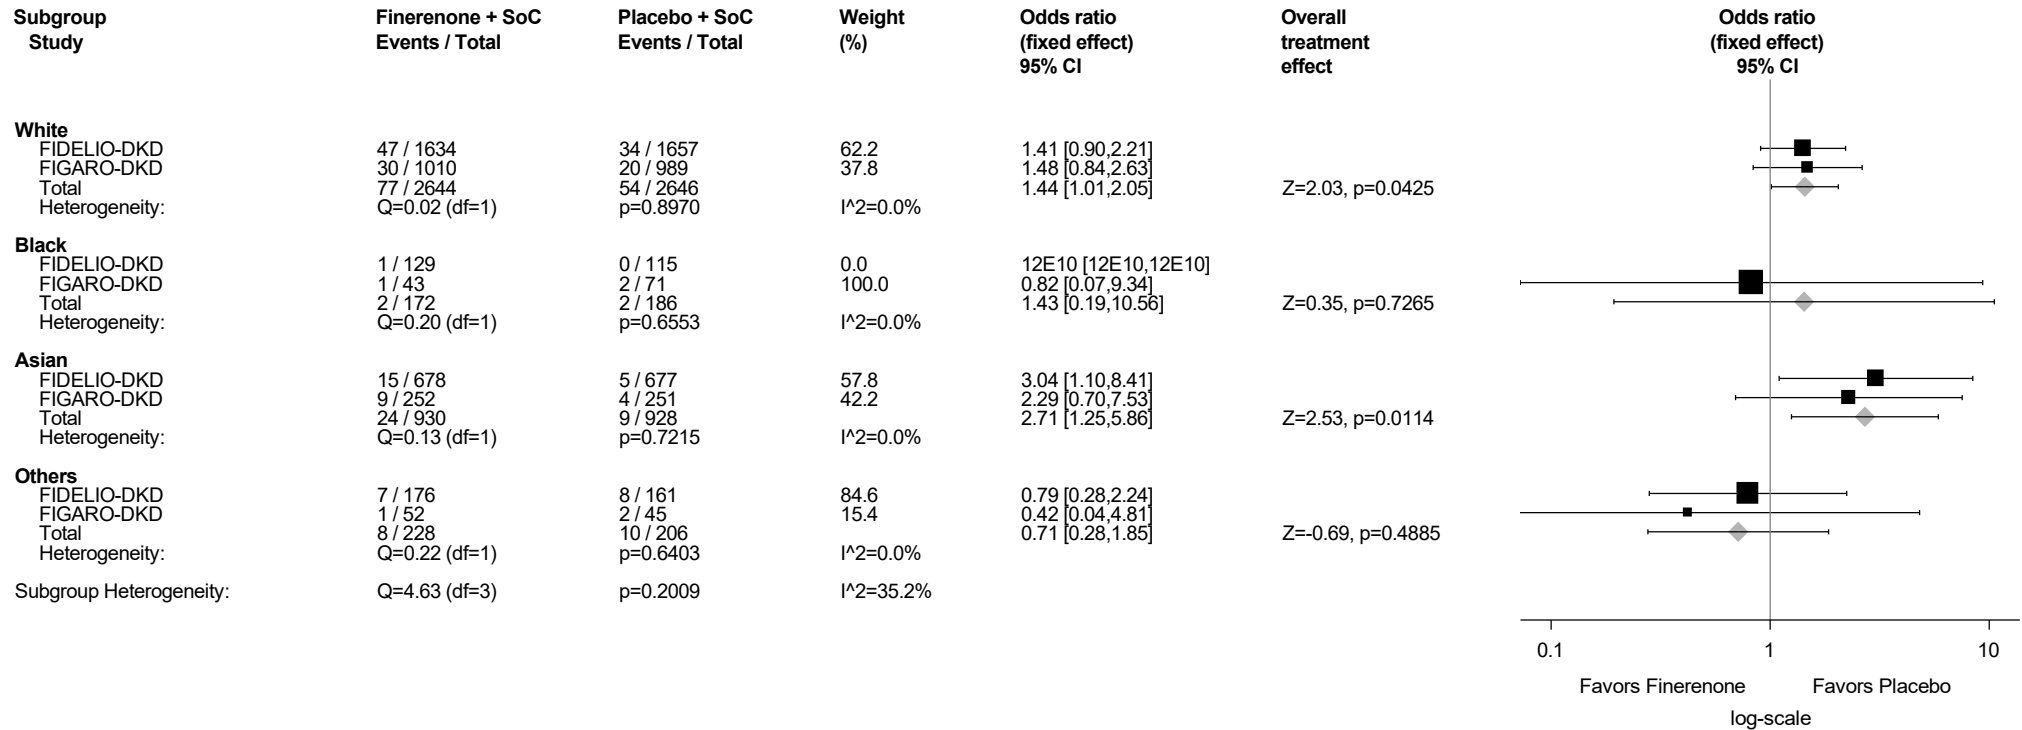 Subgroup Finerenone + SoC Placebo + SoC Weight Odds ratio Overall Odds ratio
Study Events / Total Events / Total (%) (fixed effect) treatment (fixed effect)
95% CI effect 95% CI
White
FIDELIO-DKD 47 / 1634 34 / 1657 62.2 1.41 [0.90,2.21]
FIGARO-DKD 30 / 1010 20 / 989 37.8 1.48 [0.84,2.63]
Total 77 / 2644 54 / 2646 1.44 [1.01,2.05] Z=2.03, p=0.0425
Heterogeneity: Q=0.02 (df=1) p=0.8970 I^2=0.0%
Black
FIDELIO-DKD 1 / 129 0 / 115 0.0 12E10 [12E10,12E10]
FIGARO-DKD 1 / 43 2 / 71 100.0 0.82 [0.07,9.34]
Total 2 / 172 2 / 186 1.43 [0.19,10.56] Z=0.35, p=0.7265
Heterogeneity: Q=0.20 (df=1) p=0.6553 I^2=0.0%
Asian
FIDELIO-DKD 15 / 678 5 / 677 57.8 3.04 [1.10,8.41]
FIGARO-DKD 9 / 252 4 / 251 42.2 2.29 [0.70,7.53]
Total 24 / 930 9 / 928 2.71 [1.25,5.86] Z=2.53, p=0.0114
Heterogeneity: Q=0.13 (df=1) p=0.7215 I^2=0.0%
Others
FIDELIO-DKD 7 / 176 8 / 161 84.6 0.79 [0.28,2.24]
FIGARO-DKD 1 / 52 2 / 45 15.4 0.42 [0.04,4.81]
Total 8 / 228 10 / 206 0.71 [0.28,1.85] Z=-0.69, p=0.4885
Heterogeneity: Q=0.22 (df=1) p=0.6403 I^2=0.0%
Subgroup Heterogeneity: Q=4.63 (df=3) p=0.2009 I^2=35.2%
0.1 1 10
Favors Finerenone Favors Placebo
log-scale